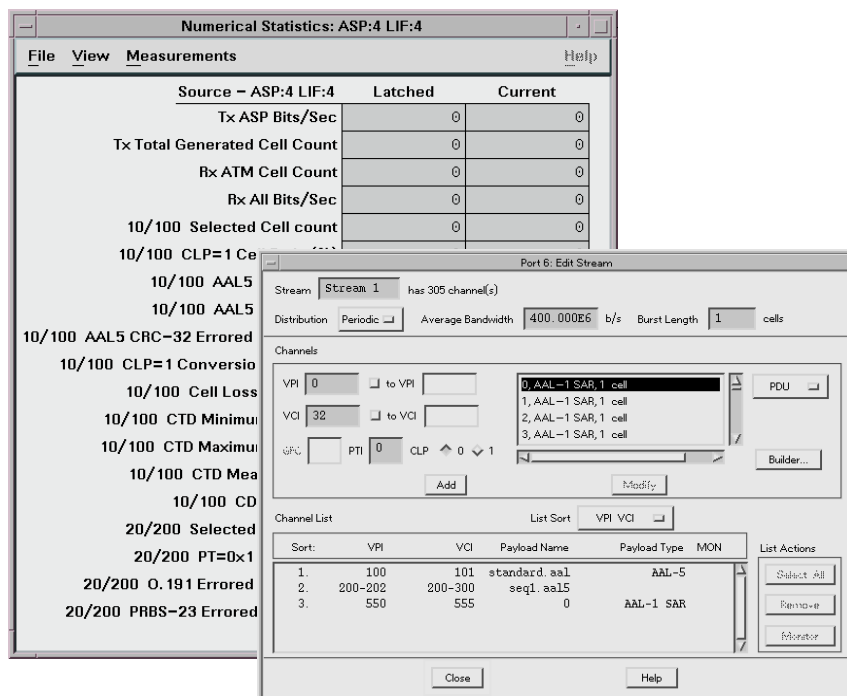 Numerical Statistics: ASP:4 LIF:4
File View Measurements Help
Source – ASP:4 LIF:4 Latched Current
Tx ASP Bits/Sec 0 0
Tx Total Generated Cell Count 0 0
Rx ATM Cell Count 0 0
Rx All Bits/Sec 0 0
10/100 Selected Cell count 0 0
10/100 CLP=1 Ce
10/100 AAL5
10/100 AAL5
10/100 AAL5 CRC-32 Errored
10/100 CLP=1 Conversio
10/100 Cell Loss
10/100 CTD Minimu
10/100 CTD Maximu
10/100 CTD Mea
10/100 CD
20/200 Selected
20/200 PT=0x1
20/200 O.191 Errored
20/200 PRBS-23 Errored
Port 6: Edit Stream
Stream Stream 1 has 305 channel(s)
Distribution Periodic Average Bandwidth 400.000E6 b/s Burst Length 1 cells
Channels
VPI 0 to VPI
VCI 32 to VCI
GFC PTI 0 CLP 0 1
0, AAL-1 SAR, 1 cell
1, AAL-1 SAR, 1 cell
2, AAL-1 SAR, 1 cell
3, AAL-1 SAR, 1 cell
PDU
Builder...
Add Modify
Channel List List Sort VPI VCI
Sort: VPI VCI Payload Name Payload Type MON
1. 100 101 standard.aal AAL-5
2. 200-202 200-300 seq1.aal5
3. 550 555 0 AAL-1 SAR
List Actions
Select All
Remove
Monitor
Close Help